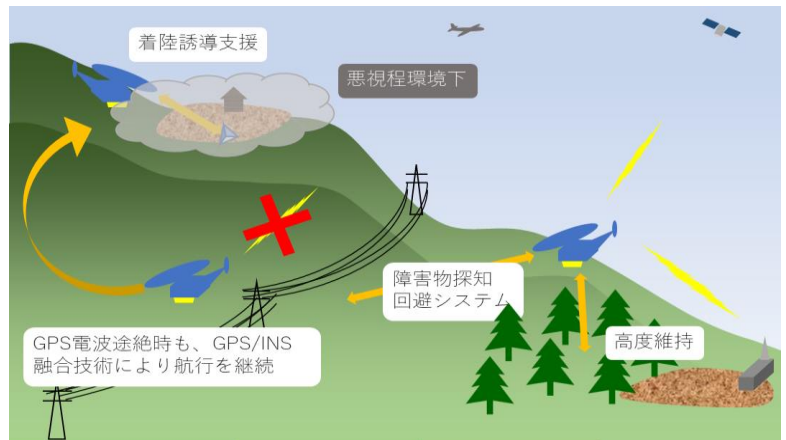 着陸誘導支援
悪視程環境下
障害物探知
回避システム
GPS電波途絶時も、GPS/INS
融合技術により航行を継続
高度維持